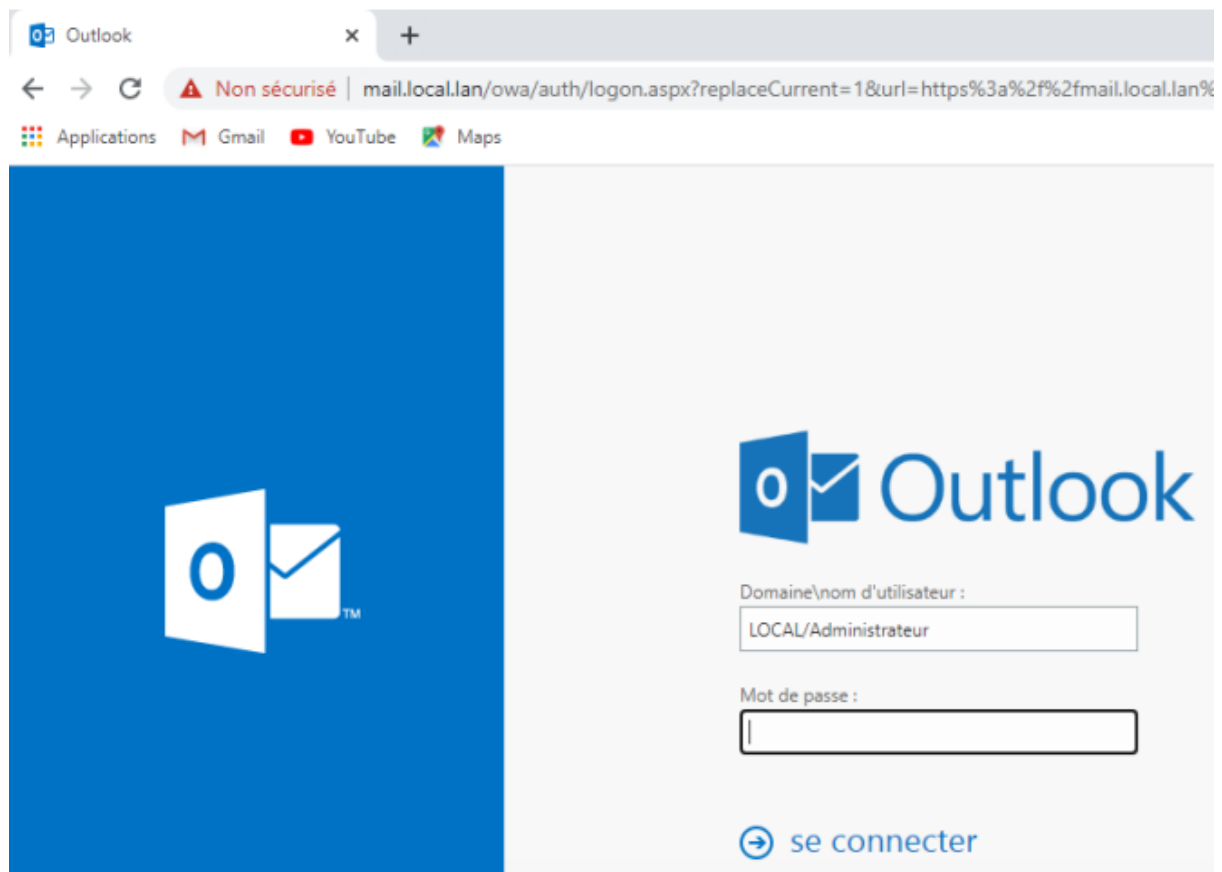 Outlook
Non sécurisé | mail.local.lan/owa/auth/logon.aspx?replaceCurrent=1&url=https%3a%2f%2fmail.local.lan%
Applications Gmail YouTube Maps
Outlook
Domaine\nom d'utilisateur :
LOCAL/Administrateur
Mot de passe :
se connecter